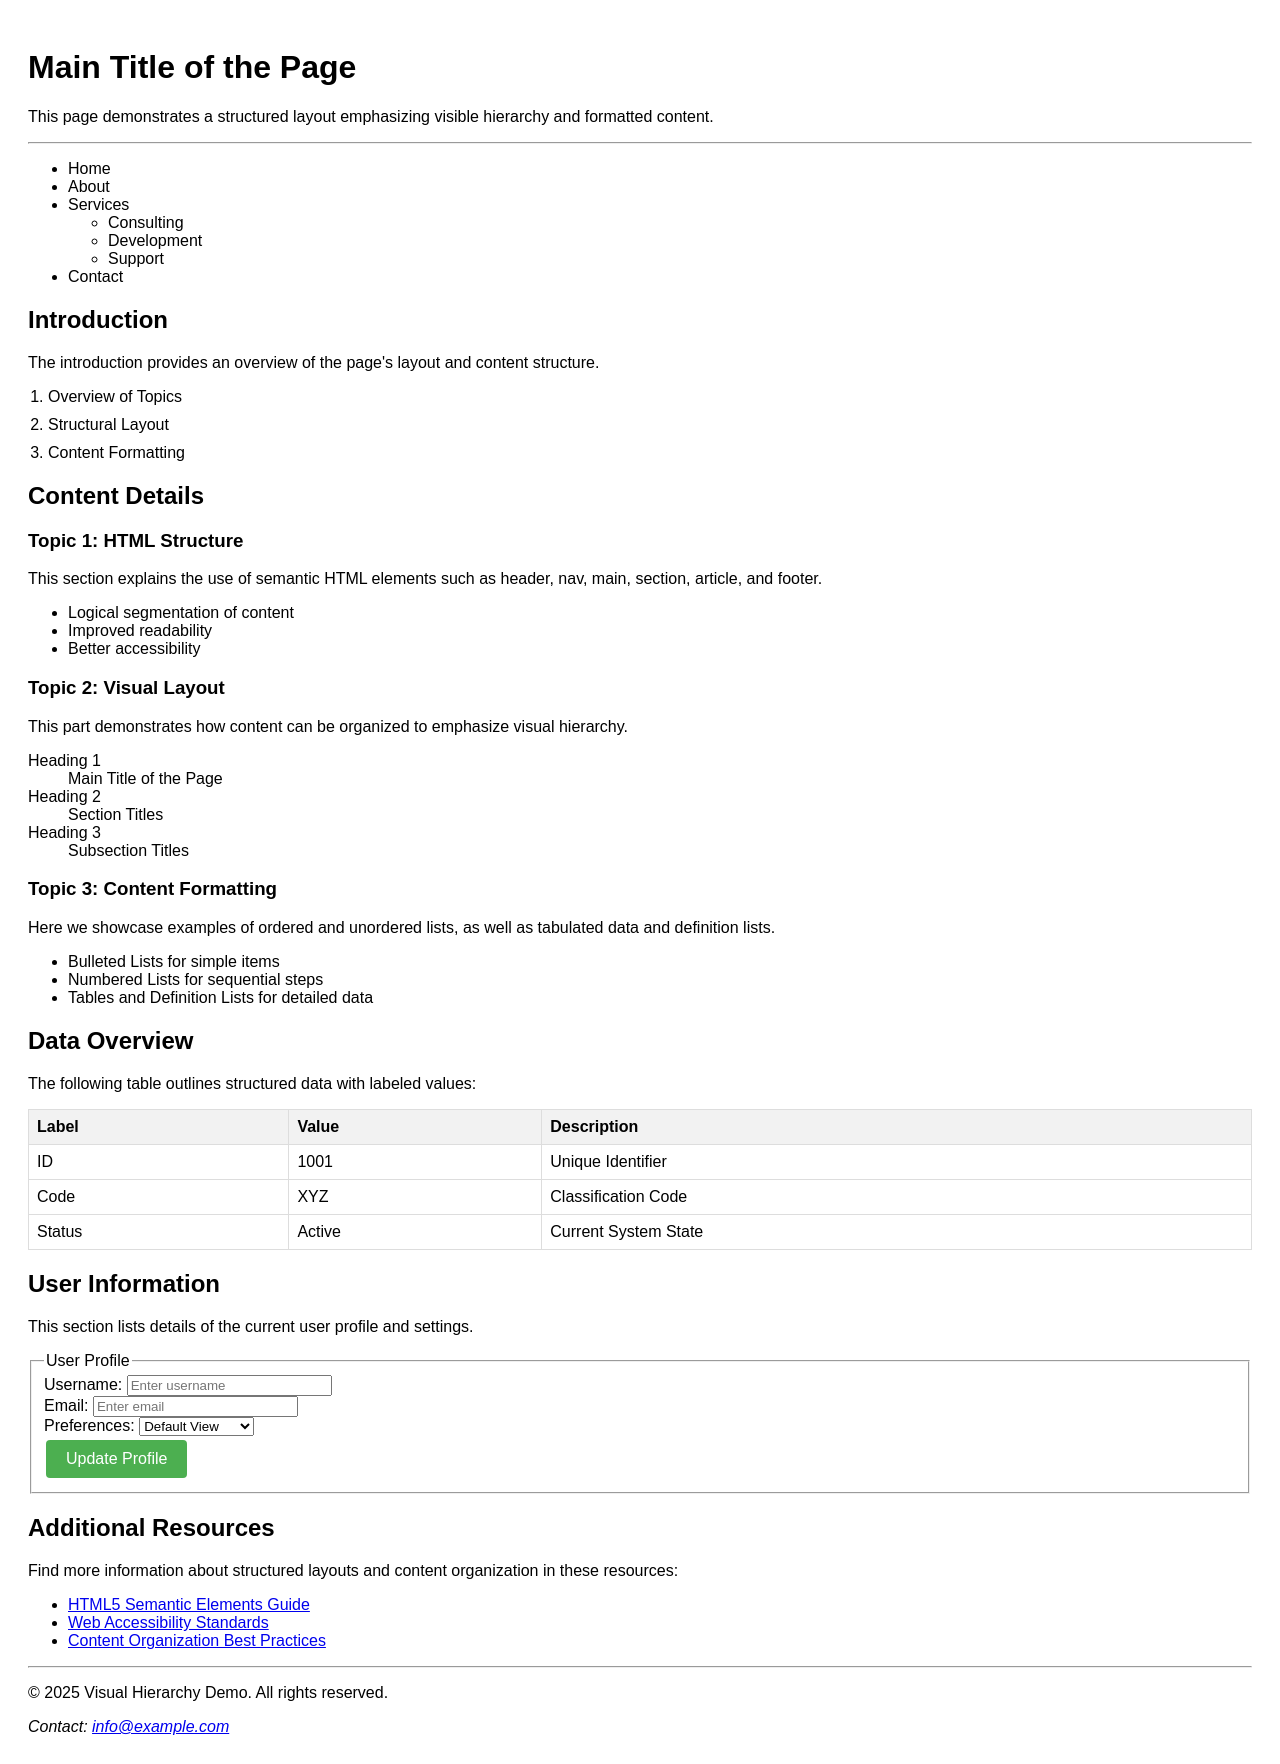 Main Title of the Page
This page demonstrates a structured layout emphasizing visible hierarchy and formatted content.
Home
About
Services
Consulting
Development
Support
Contact
Introduction
The introduction provides an overview of the page's layout and content structure.
1. Overview of Topics
2. Structural Layout
3. Content Formatting
Content Details
Topic 1: HTML Structure
This section explains the use of semantic HTML elements such as header, nav, main, section, article, and footer.
Logical segmentation of content
Improved readability
Better accessibility
Topic 2: Visual Layout
This part demonstrates how content can be organized to emphasize visual hierarchy.
Heading 1
Main Title of the Page
Heading 2
Section Titles
Heading 3
Subsection Titles
Topic 3: Content Formatting
Here we showcase examples of ordered and unordered lists, as well as tabulated data and definition lists.
Bulleted Lists for simple items
Numbered Lists for sequential steps
Tables and Definition Lists for detailed data
Data Overview
The following table outlines structured data with labeled values:
Label Value Description
ID 1001 Unique Identifier
Code XYZ Classification Code
Status Active Current System State
User Information
This section lists details of the current user profile and settings.
User Profile
Username: Enter username
Email: Enter email
Preferences: Default View
Update Profile
Additional Resources
Find more information about structured layouts and content organization in these resources:
HTML5 Semantic Elements Guide
Web Accessibility Standards
Content Organization Best Practices
© 2025 Visual Hierarchy Demo. All rights reserved.
Contact: info@example.com